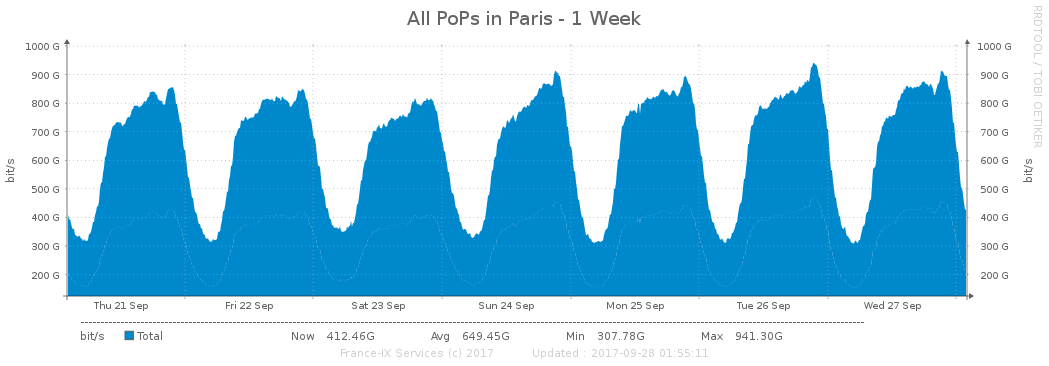 All PoPs in Paris - 1 Week
RRDTOOL / TOBI OETIKER
bit/s
1000 G
900 G
800 G
700 G
600 G
500 G
400 G
300 G
200 G
1000 G
900 G
800 G
700 G
600 G
500 G
400 G
300 G
200 G
bit/s
Thu 21 Sep Fri 22 Sep Sat 23 Sep Sun 24 Sep Mon 25 Sep Tue 26 Sep Wed 27 Sep
bit/s Total Now 412.46G Avg 649.45G Min 307.78G Max 941.30G
France-IX Services (c) 2017 Updated : 2017-09-28 01:55:11